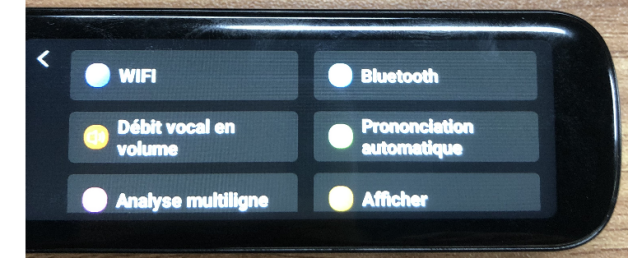 WIFI
Bluetooth
Débit vocal en
volume
Prononciation
automatique
Analyse multiligne
Afficher